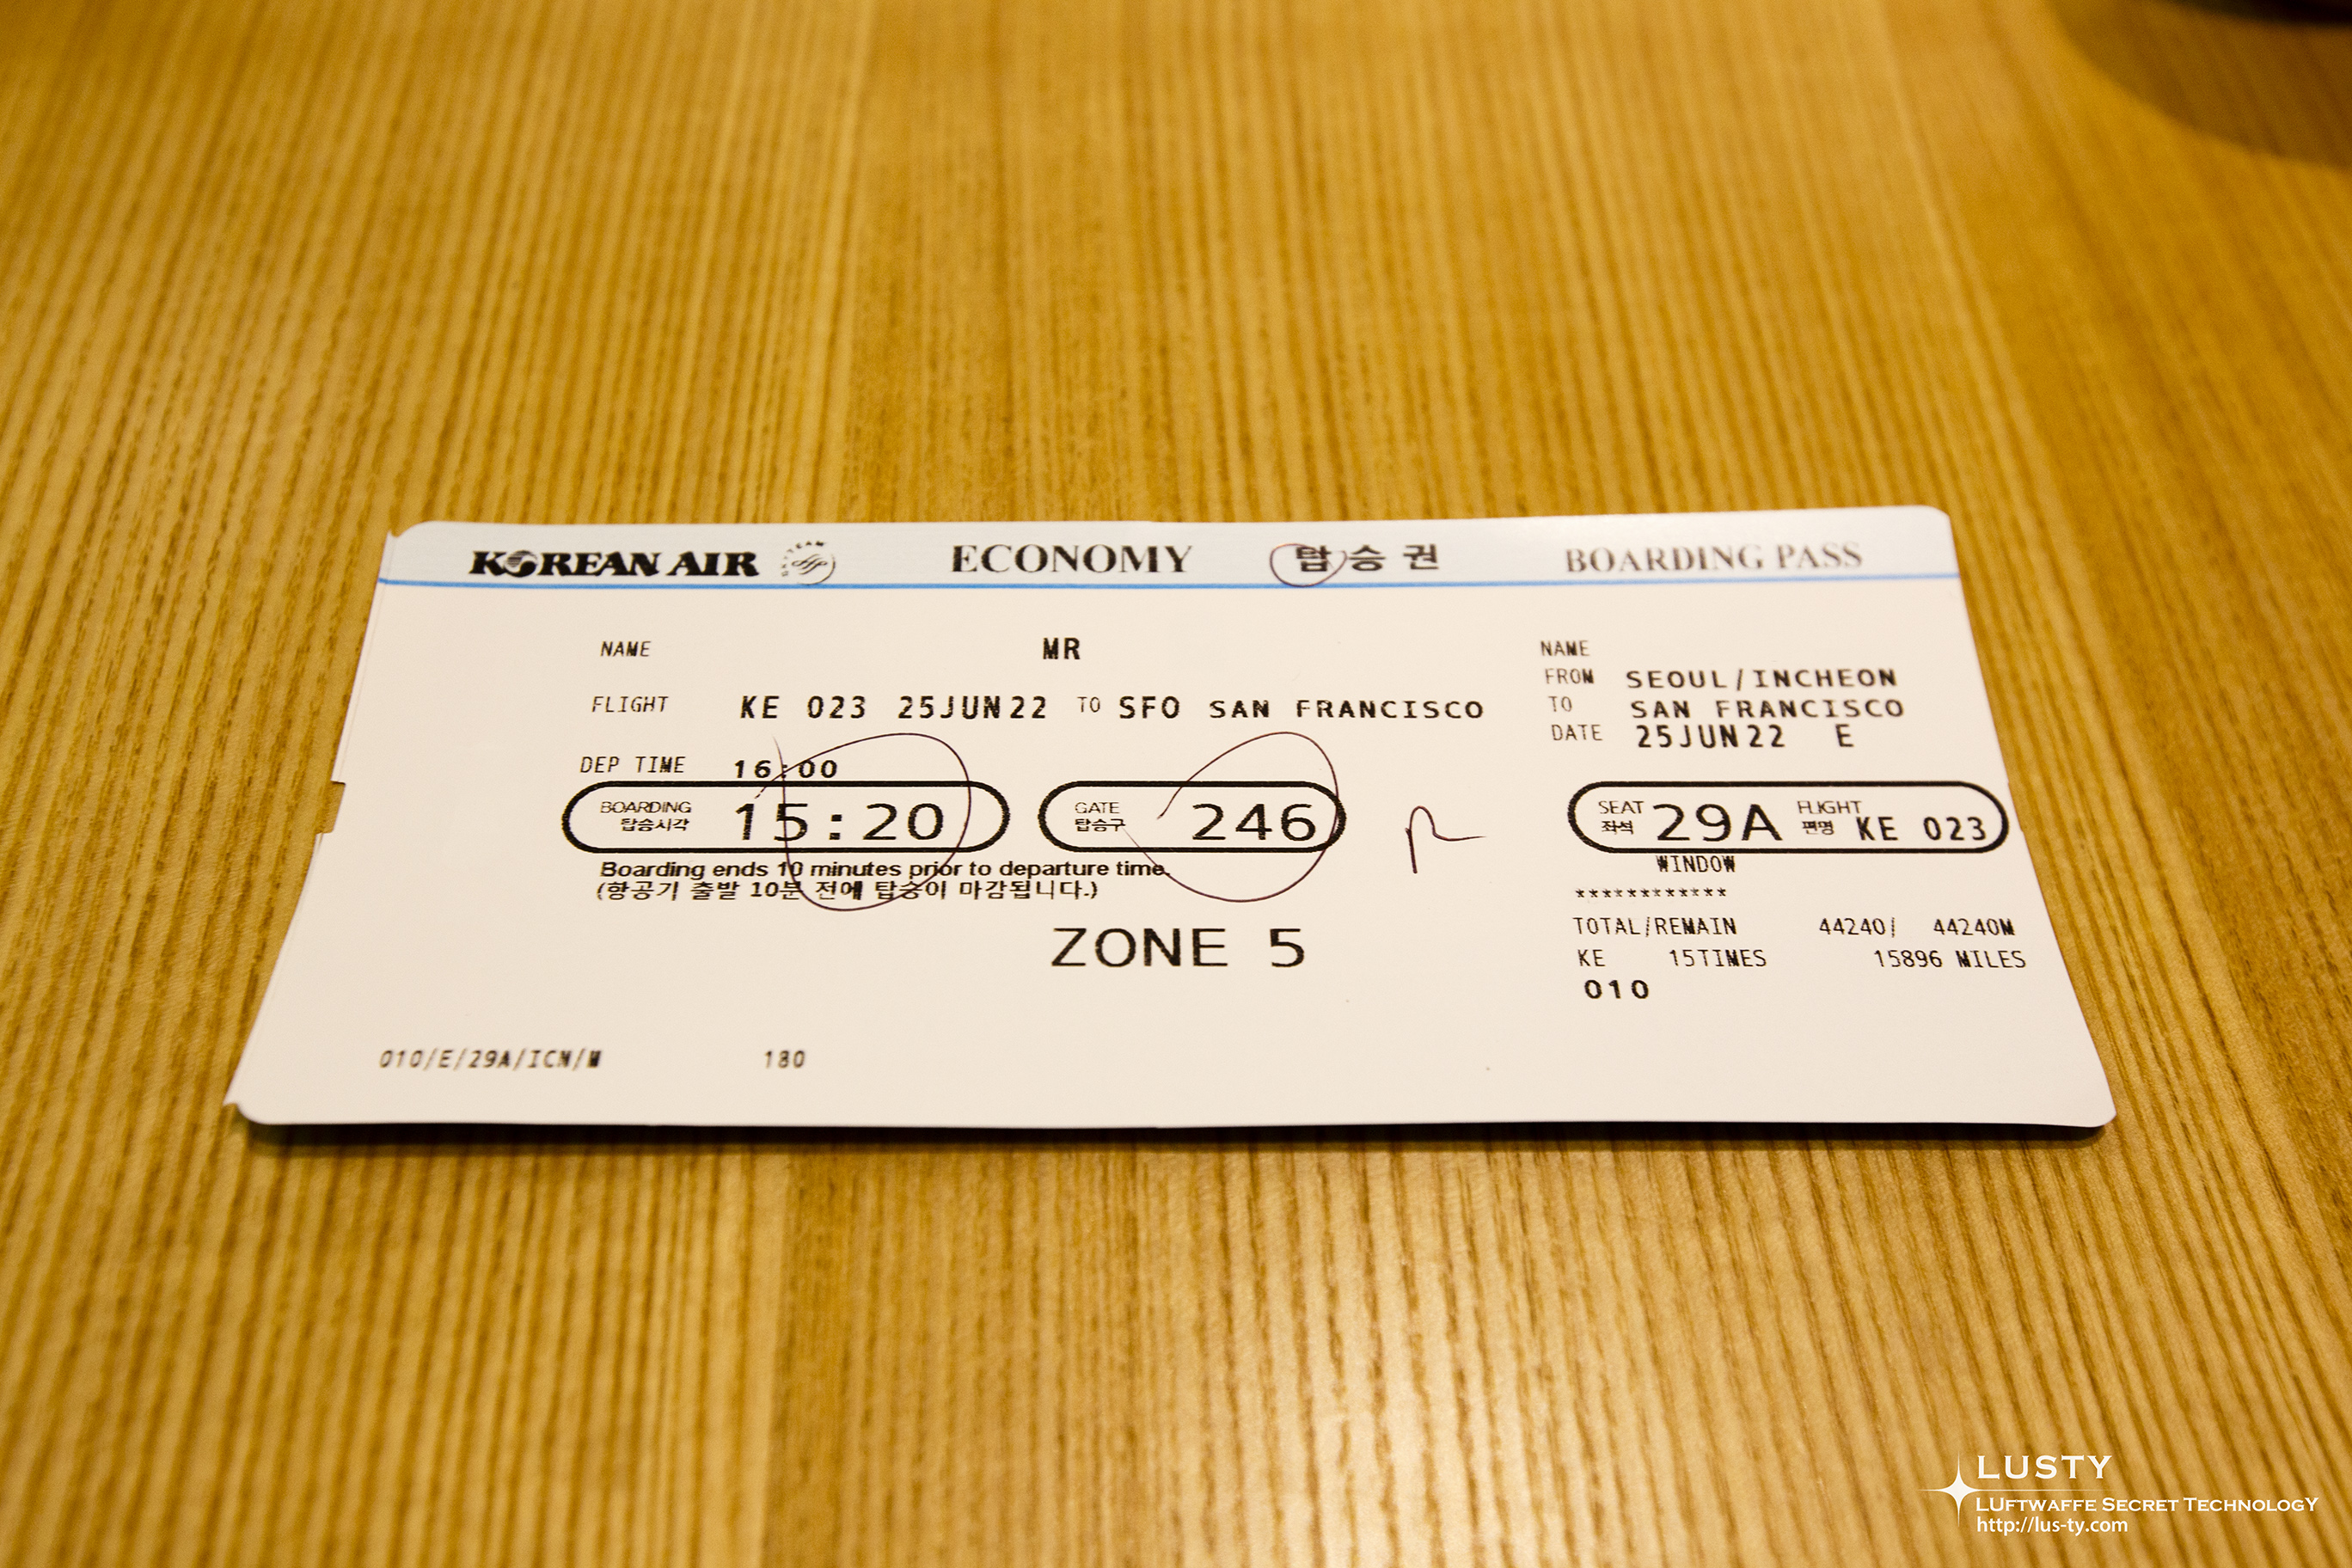 KOREAN AIR SKYTEAM ECONOMY 탑승권 BOARDING PASS
NAME MR
FLIGHT KE 023 25JUN22 TO SFO SAN FRANCISCO
DEP TIME 16:00
BOARDING 탑승시각 15:20 GATE 탑승구 246
Boarding ends 10 minutes prior to departure time.
(항공기 출발 10분 전에 탑승이 마감됩니다.)
ZONE 5
010/E/29A/ICN/M 180
NAME
FROM SEOUL/INCHEON
TO SAN FRANCISCO
DATE 25JUN22 E
SEAT 좌석 29A FLIGHT 편명 KE 023
WINDOW
************
TOTAL/REMAIN 44240/ 44240M
KE 15TIMES 15896 MILES
010
LUSTY
LUFTWAFFE SECRET TECHNOLOGY
http://lus-ty.com